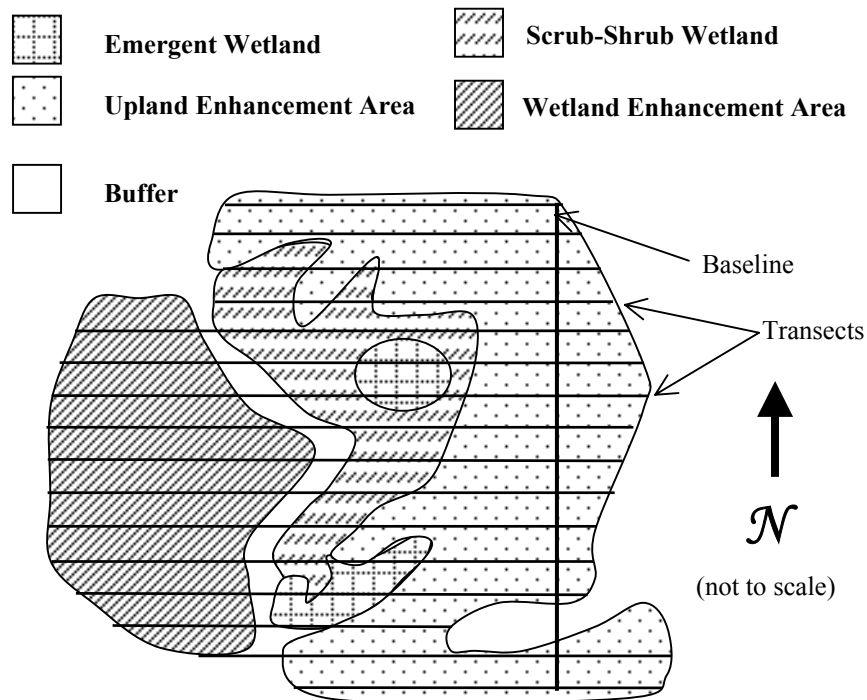 Emergent Wetland
Scrub-Shrub Wetland
Upland Enhancement Area
Wetland Enhancement Area
Buffer
Baseline
Transects
N
(not to scale)